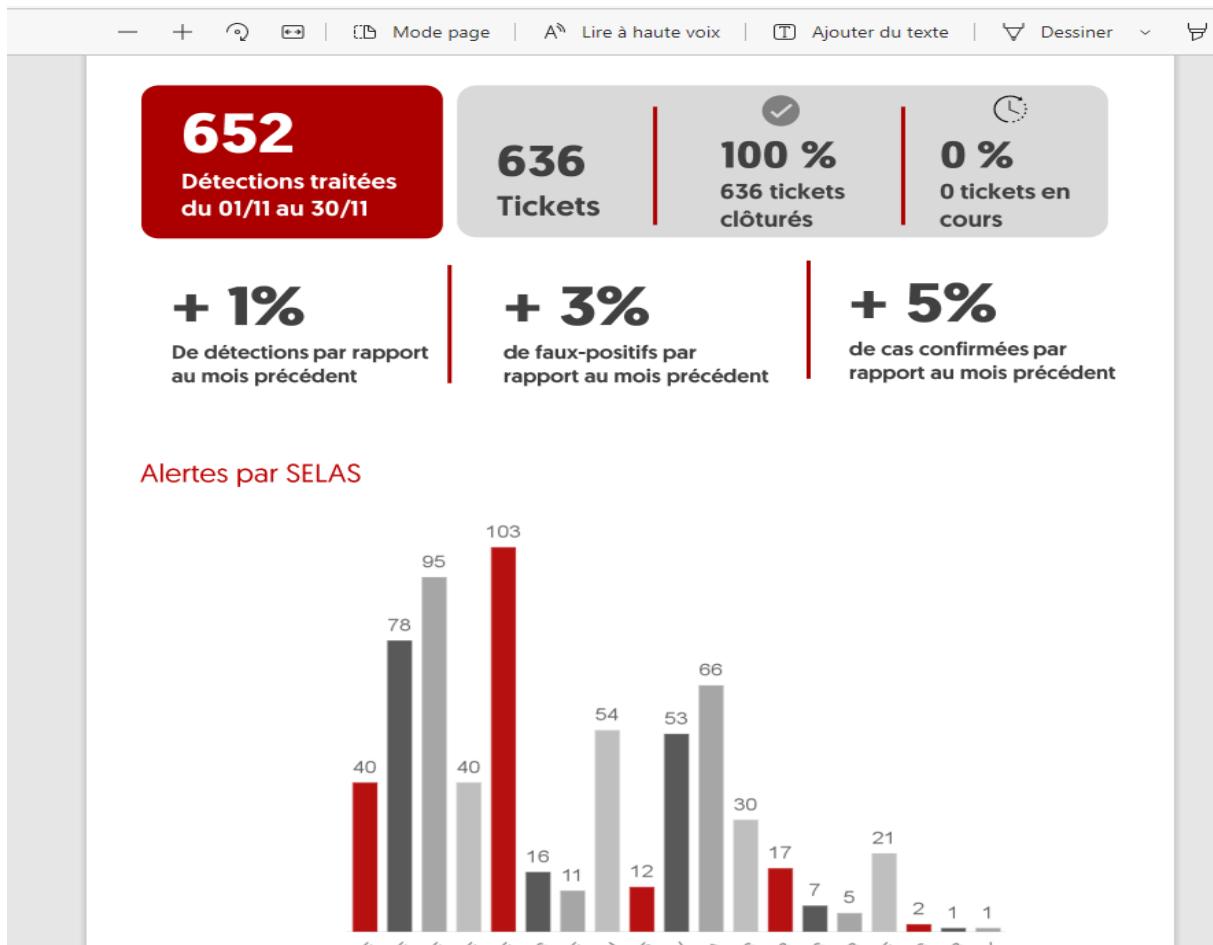 Mode page
Lire à haute voix
Ajouter du texte
Dessiner
652
Détections traitées
du 01/11 au 30/11
636
Tickets
100 %
636 tickets
clôturés
0 %
0 tickets en
cours
+ 1%
De détections par rapport
au mois précédent
+ 3%
de faux-positifs par
rapport au mois précédent
+ 5%
de cas confirmées par
rapport au mois précédent
Alertes par SELAS
40
78
95
40
103
16
11
54
12
53
66
30
17
7
5
21
2
1
1